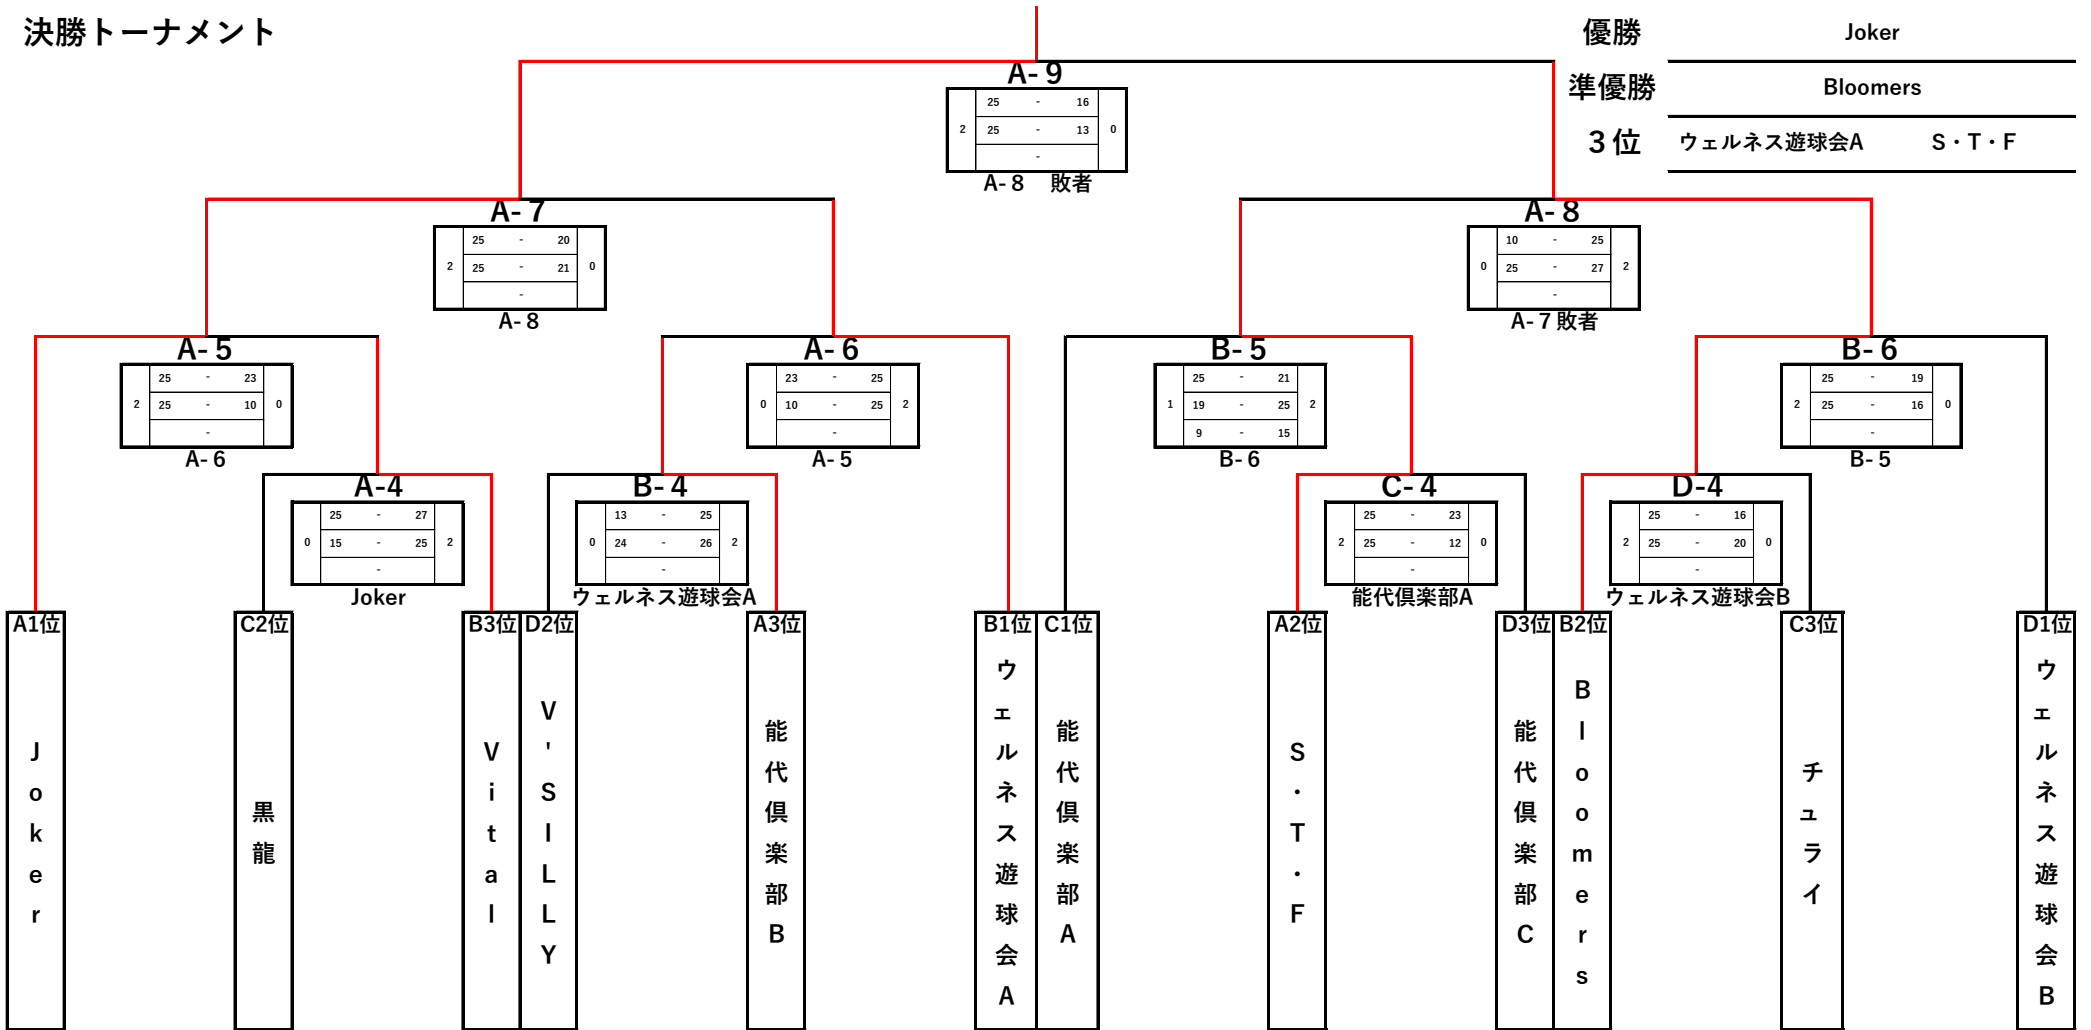 決勝トーナメント
優勝 Joker
準優勝 Bloomers
３位 ウェルネス遊球会A S・T・F
A-９
25 - 16
2 25 - 13 0
-
A-８ 敗者
A-７
25 - 20
2 25 - 21 0
-
A-８
A-８
10 - 25
0 25 - 27 2
-
A-７敗者
A-５
25 - 23
2 25 - 10 0
-
A-６
A-６
23 - 25
0 10 - 25 2
-
A-５
B-５
25 - 21
1 19 - 25 2
9 - 15
B-６
B-６
25 - 19
2 25 - 16 0
-
B-５
A-4
25 - 27
0 15 - 25 2
-
Joker
B-４
13 - 25
0 24 - 26 2
-
ウェルネス遊球会A
C-４
25 - 23
2 25 - 12 0
-
能代倶楽部A
D-4
25 - 16
2 25 - 20 0
-
ウェルネス遊球会B
A1位
Joker
C2位
黒龍
B3位
Vital
D2位
V'SILLY
A3位
能代倶楽部B
B1位
ウェルネス遊球会A
C1位
能代倶楽部A
A2位
S・T・F
D3位
能代倶楽部C
B2位
Bloomers
C3位
チュライ
D1位
ウェルネス遊球会B